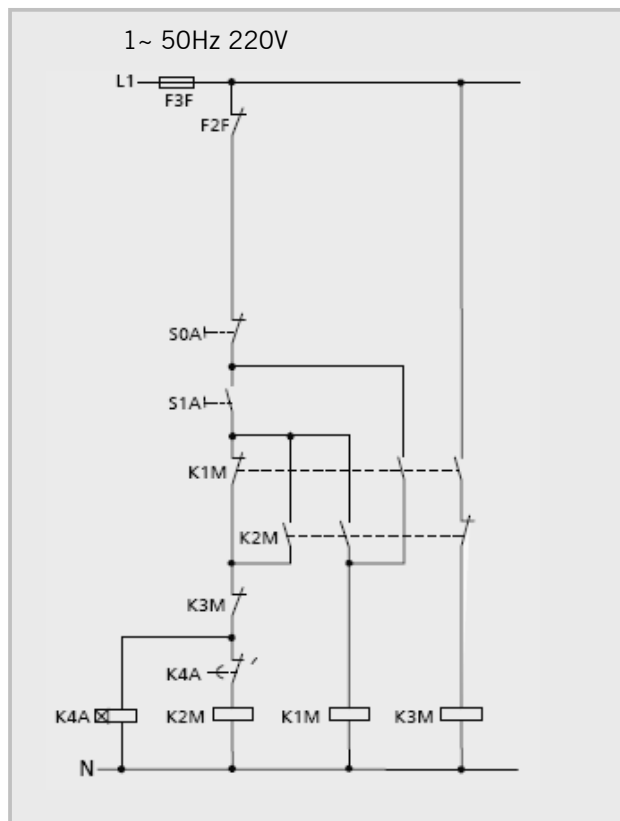 1~ 50Hz 220V
L1
F3F
F2F
S0A
S1A
K1M
K2M
K3M
K4A
K4A K2M K1M K3M
N